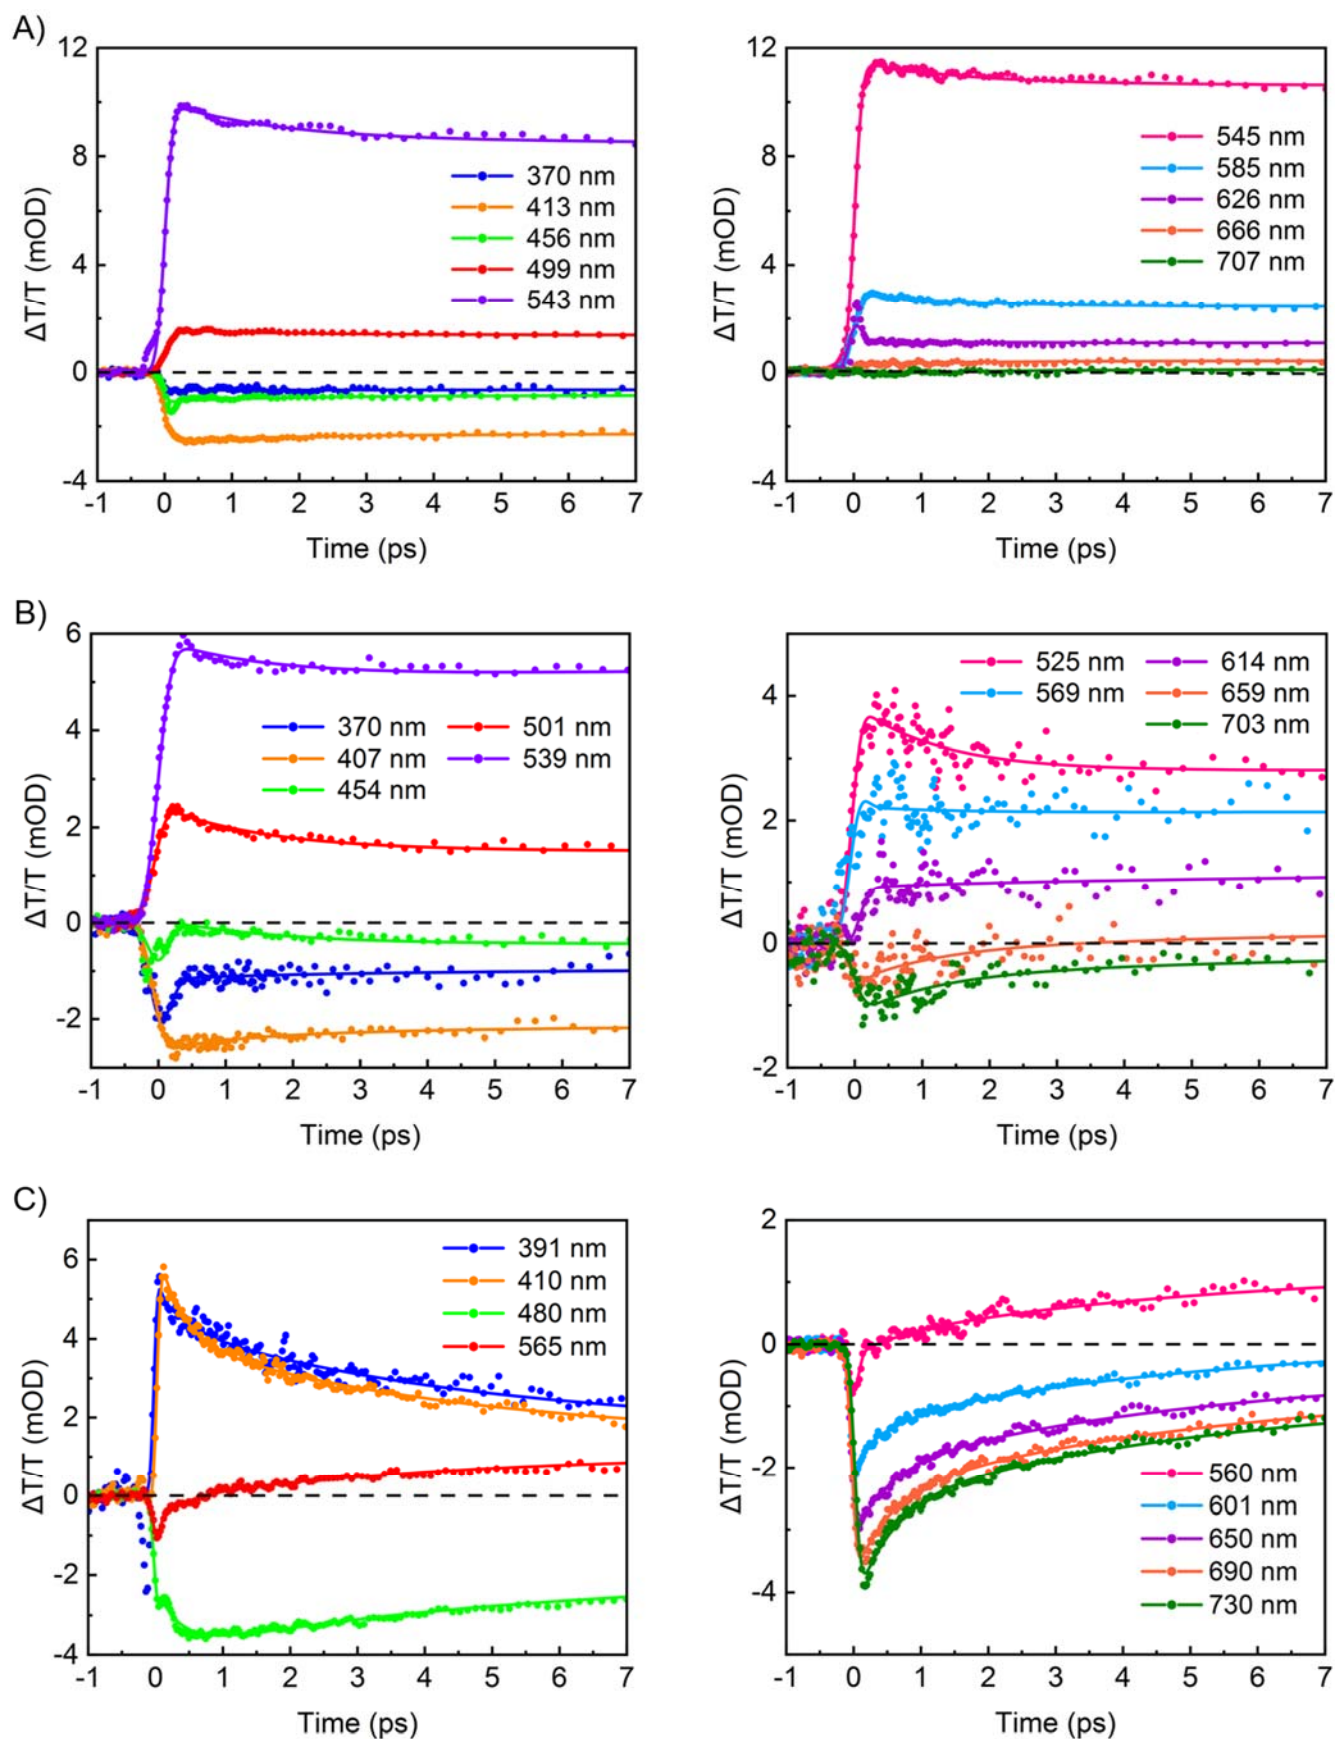 A)
12
8
4
0
-4
ΔT/T (mOD)
370 nm
413 nm
456 nm
499 nm
543 nm
-1 0 1 2 3 4 5 6 7
Time (ps)
12
8
4
0
-4
ΔT/T (mOD)
545 nm
585 nm
626 nm
666 nm
707 nm
-1 0 1 2 3 4 5 6 7
Time (ps)
B)
6
4
2
0
-2
ΔT/T (mOD)
370 nm 501 nm
407 nm 539 nm
454 nm
-1 0 1 2 3 4 5 6 7
Time (ps)
4
2
0
-2
ΔT/T (mOD)
525 nm 614 nm
569 nm 659 nm
703 nm
-1 0 1 2 3 4 5 6 7
Time (ps)
C)
6
4
2
0
-2
-4
ΔT/T (mOD)
391 nm
410 nm
480 nm
565 nm
-1 0 1 2 3 4 5 6 7
Time (ps)
2
0
-2
-4
ΔT/T (mOD)
560 nm
601 nm
650 nm
690 nm
730 nm
-1 0 1 2 3 4 5 6 7
Time (ps)